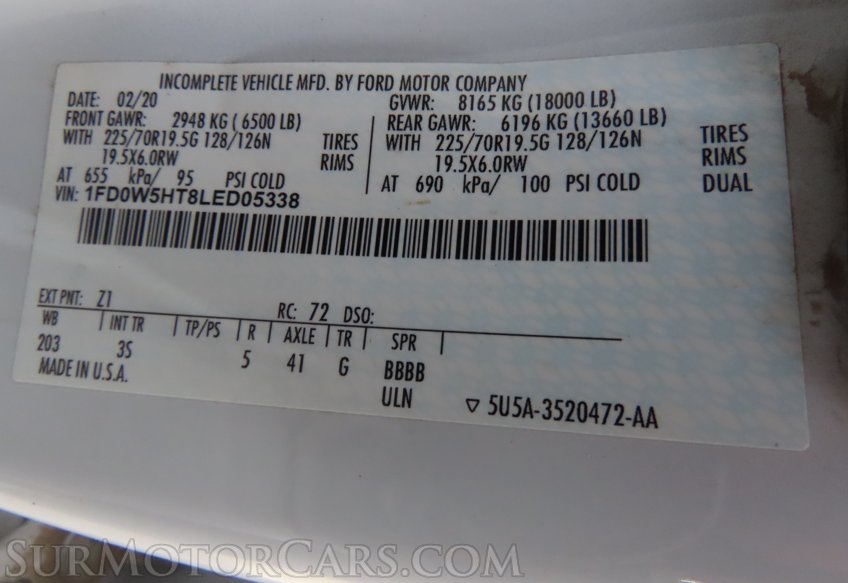 INCOMPLETE VEHICLE MFD. BY FORD MOTOR COMPANY
DATE: 02/20 GVWR: 8165 KG (18000 LB)
FRONT GAWR: 2948 KG ( 6500 LB) REAR GAWR: 6196 KG (13660 LB)
WITH 225/70R19.5G 128/126N TIRES WITH 225/70R19.5G 128/126N TIRES
19.5X6.0RW RIMS 19.5X6.0RW RIMS
AT 655 kPa/ 95 PSI COLD AT 690 kPa/ 100 PSI COLD DUAL
VIN: 1FD0W5HT8LED05338
EXT PNT: Z1 RC: 72 DSO:
WB INT TR TP/PS R AXLE TR SPR
203 3S 5 41 G BBBB
MADE IN U.S.A. ULN ▽ 5U5A-3520472-AA
SurMotorCars.com